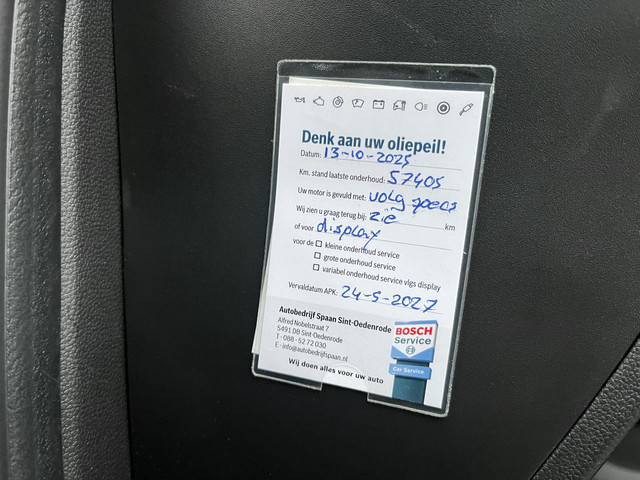 Denk aan uw oliepeil!
Datum: 13-10-2025
Km. stand laatste onderhoud: 57405
Uw motor is gevuld met: volg specs
Wij zien u graag terug bij: zie km
of voor display
voor de ☐ kleine onderhoud service
☐ grote onderhoud service
☐ variabel onderhoud service vlgs display
Vervaldatum APK: 24-5-2027
Autobedrijf Spaan Sint-Oedenrode
Alfred Nobelstraat 7
5491 DB Sint-Oedenrode
T - 088 - 52 72 030
E - info@autobedrijfspaan.nl
Wij doen alles voor uw auto
BOSCH
Service
Car Service